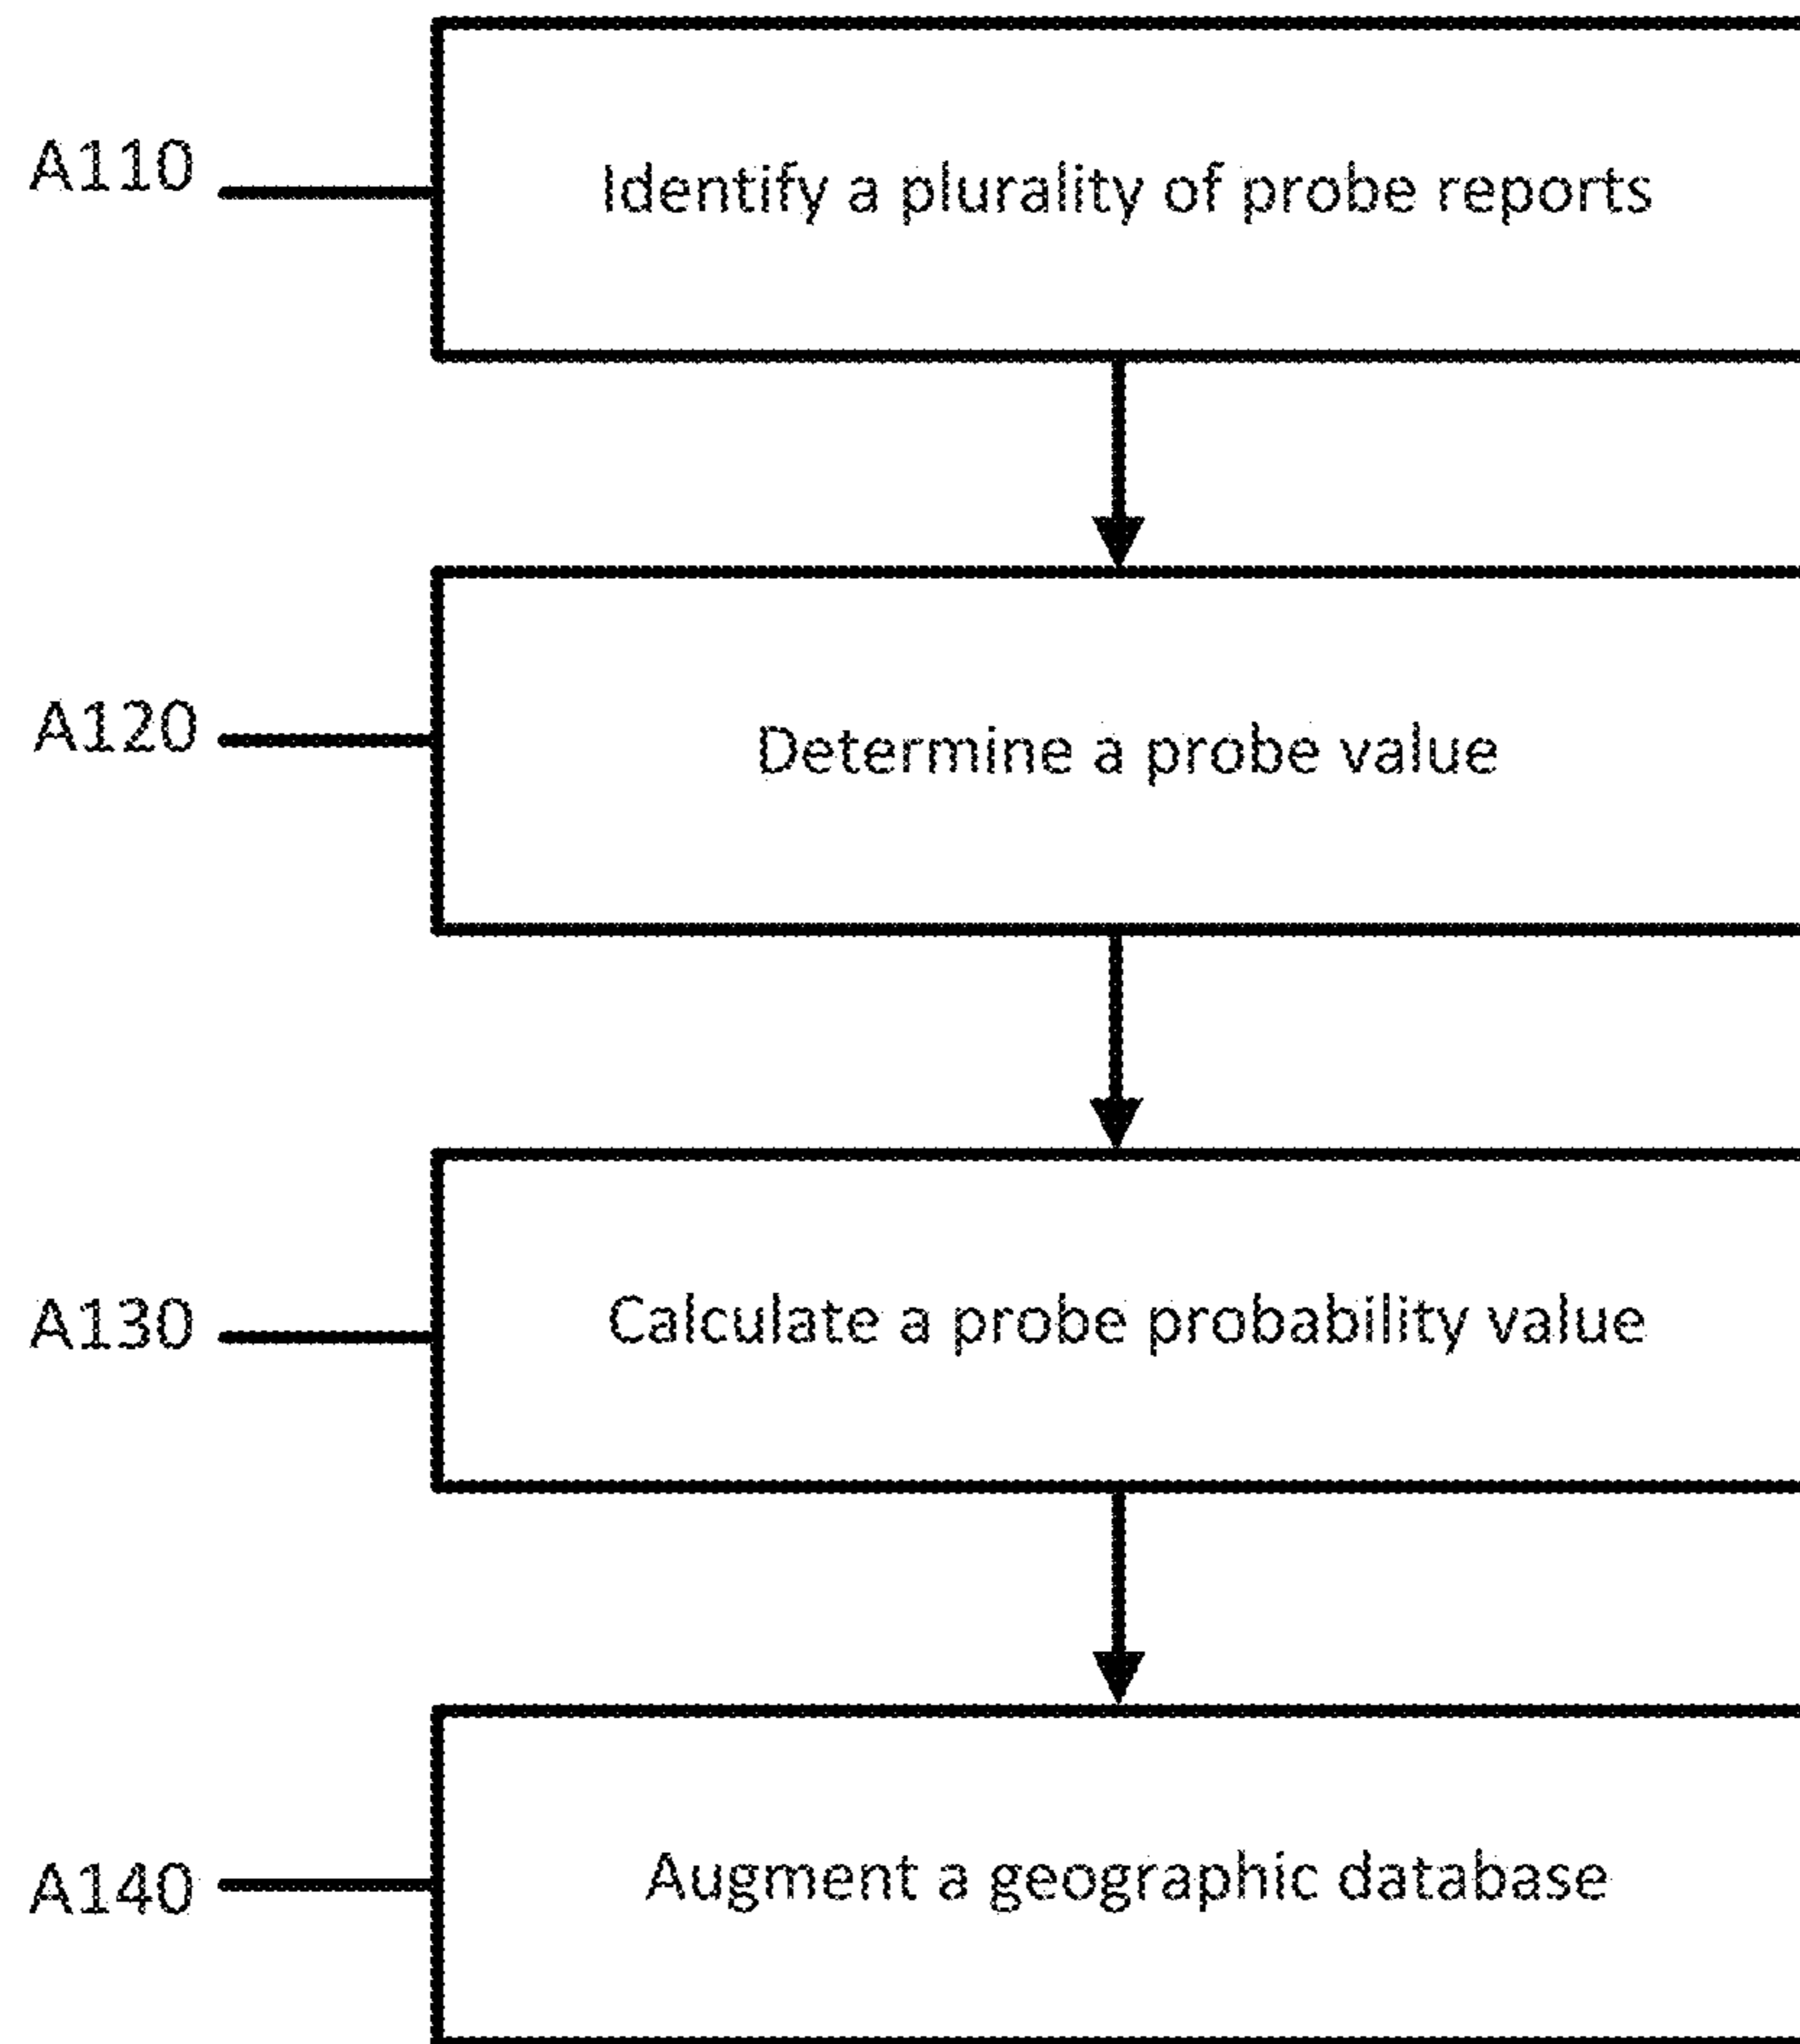 A110
Identify a plurality of probe reports
A120
Determine a probe value
A130
Calculate a probe probability value
A140
Augment a geographic database